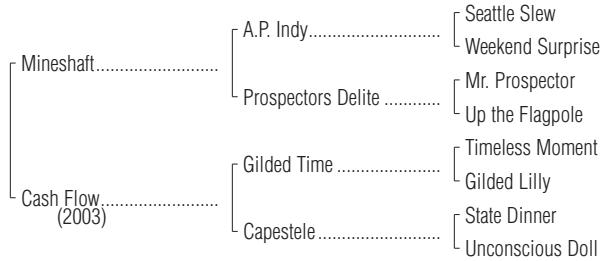 Seattle Slew
A.P. Indy
Weekend Surprise
Mineshaft
Mr. Prospector
Prospectors Delite
Up the Flagpole
Timeless Moment
Gilded Time
Gilded Lilly
Cash Flow
(2003)
State Dinner
Capestele
Unconscious Doll